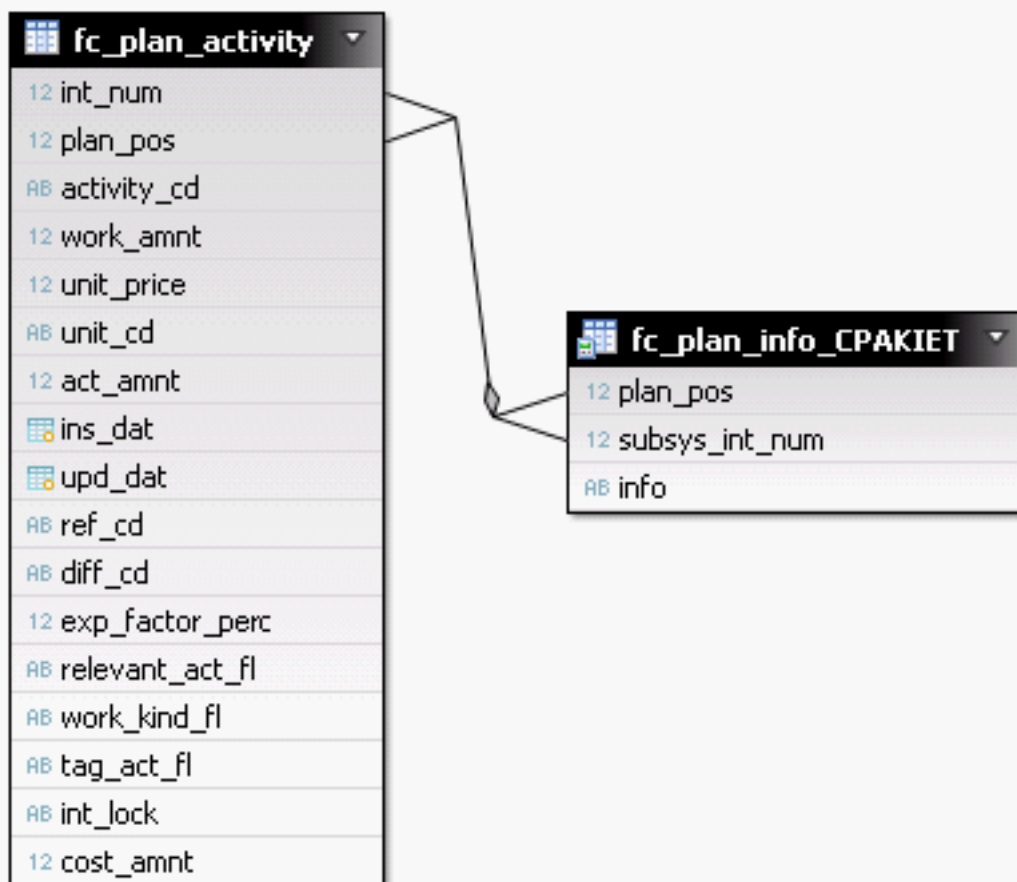 fc_plan_activity
12 int_num
12 plan_pos
AB activity_cd
12 work_amnt
12 unit_price
AB unit_cd
12 act_amnt
ins_dat
upd_dat
AB ref_cd
AB diff_cd
12 exp_factor_perc
AB relevant_act_fl
AB work_kind_fl
AB tag_act_fl
AB int_lock
12 cost_amnt
fc_plan_info_CPAKIET
12 plan_pos
12 subsys_int_num
AB info